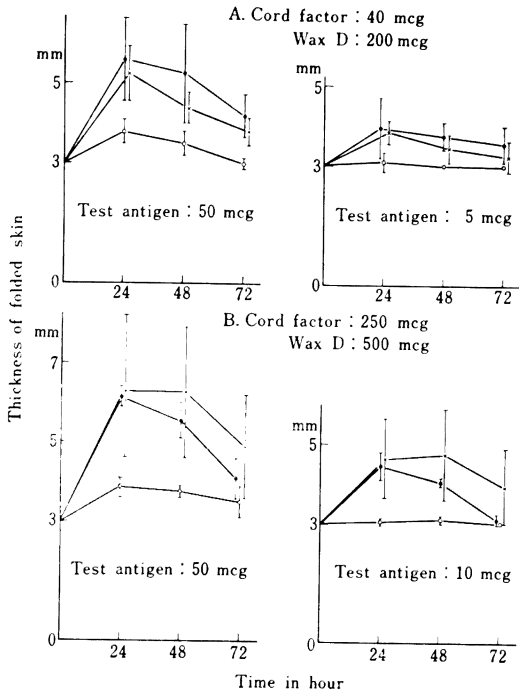 A. Cord factor : 40 mcg
Wax D : 200 mcg
mm
5
3
0
Test antigen : 50 mcg
24 48 72
mm
5
3
0
Test antigen : 5 mcg
24 48 72
Thickness of folded skin
B. Cord factor : 250 mcg
Wax D : 500 mcg
mm
7
5
3
0
Test antigen : 50 mcg
24 48 72
mm
5
3
0
Test antigen : 10 mcg
24 48 72
Time in hour